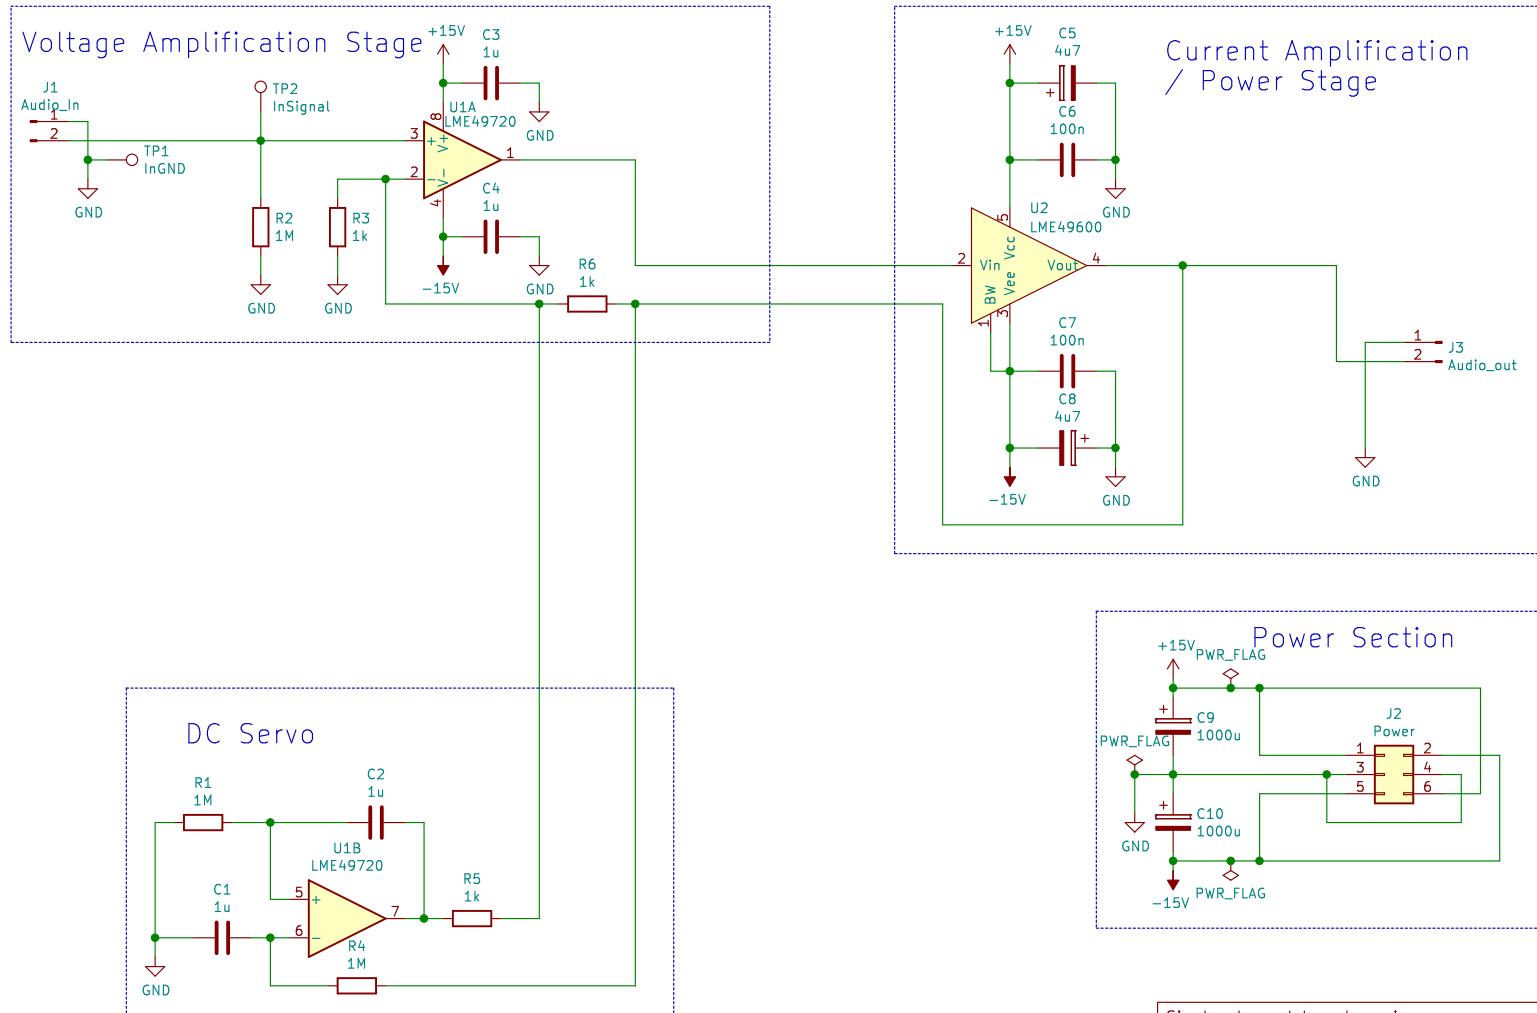 Voltage Amplification Stage
+15V
C3
1u
J1
Audio_In
1
2
TP2
InSignal
TP1
InGND
GND
8
U1A
LME49720
GND
3
+
V+
1
2
-
V-
4
C4
1u
R2
1M
R3
1k
GND
GND
-15V
GND
R6
1k
Current Amplification
/ Power Stage
+15V
C5
4u7
+
C6
100n
GND
U2
LME49600
5
Vcc
2
Vin
Vout
4
BW
Vee
1
3
C7
100n
C8
4u7
+
-15V
GND
1
2
J3
Audio_out
GND
DC Servo
R1
1M
C2
1u
U1B
LME49720
5
+
C1
1u
7
R5
1k
6
-
R4
1M
GND
Power Section
+15V
PWR_FLAG
+
C9
1000u
PWR_FLAG
J2
Power
1
2
3
4
5
6
+
C10
1000u
GND
-15V
PWR_FLAG